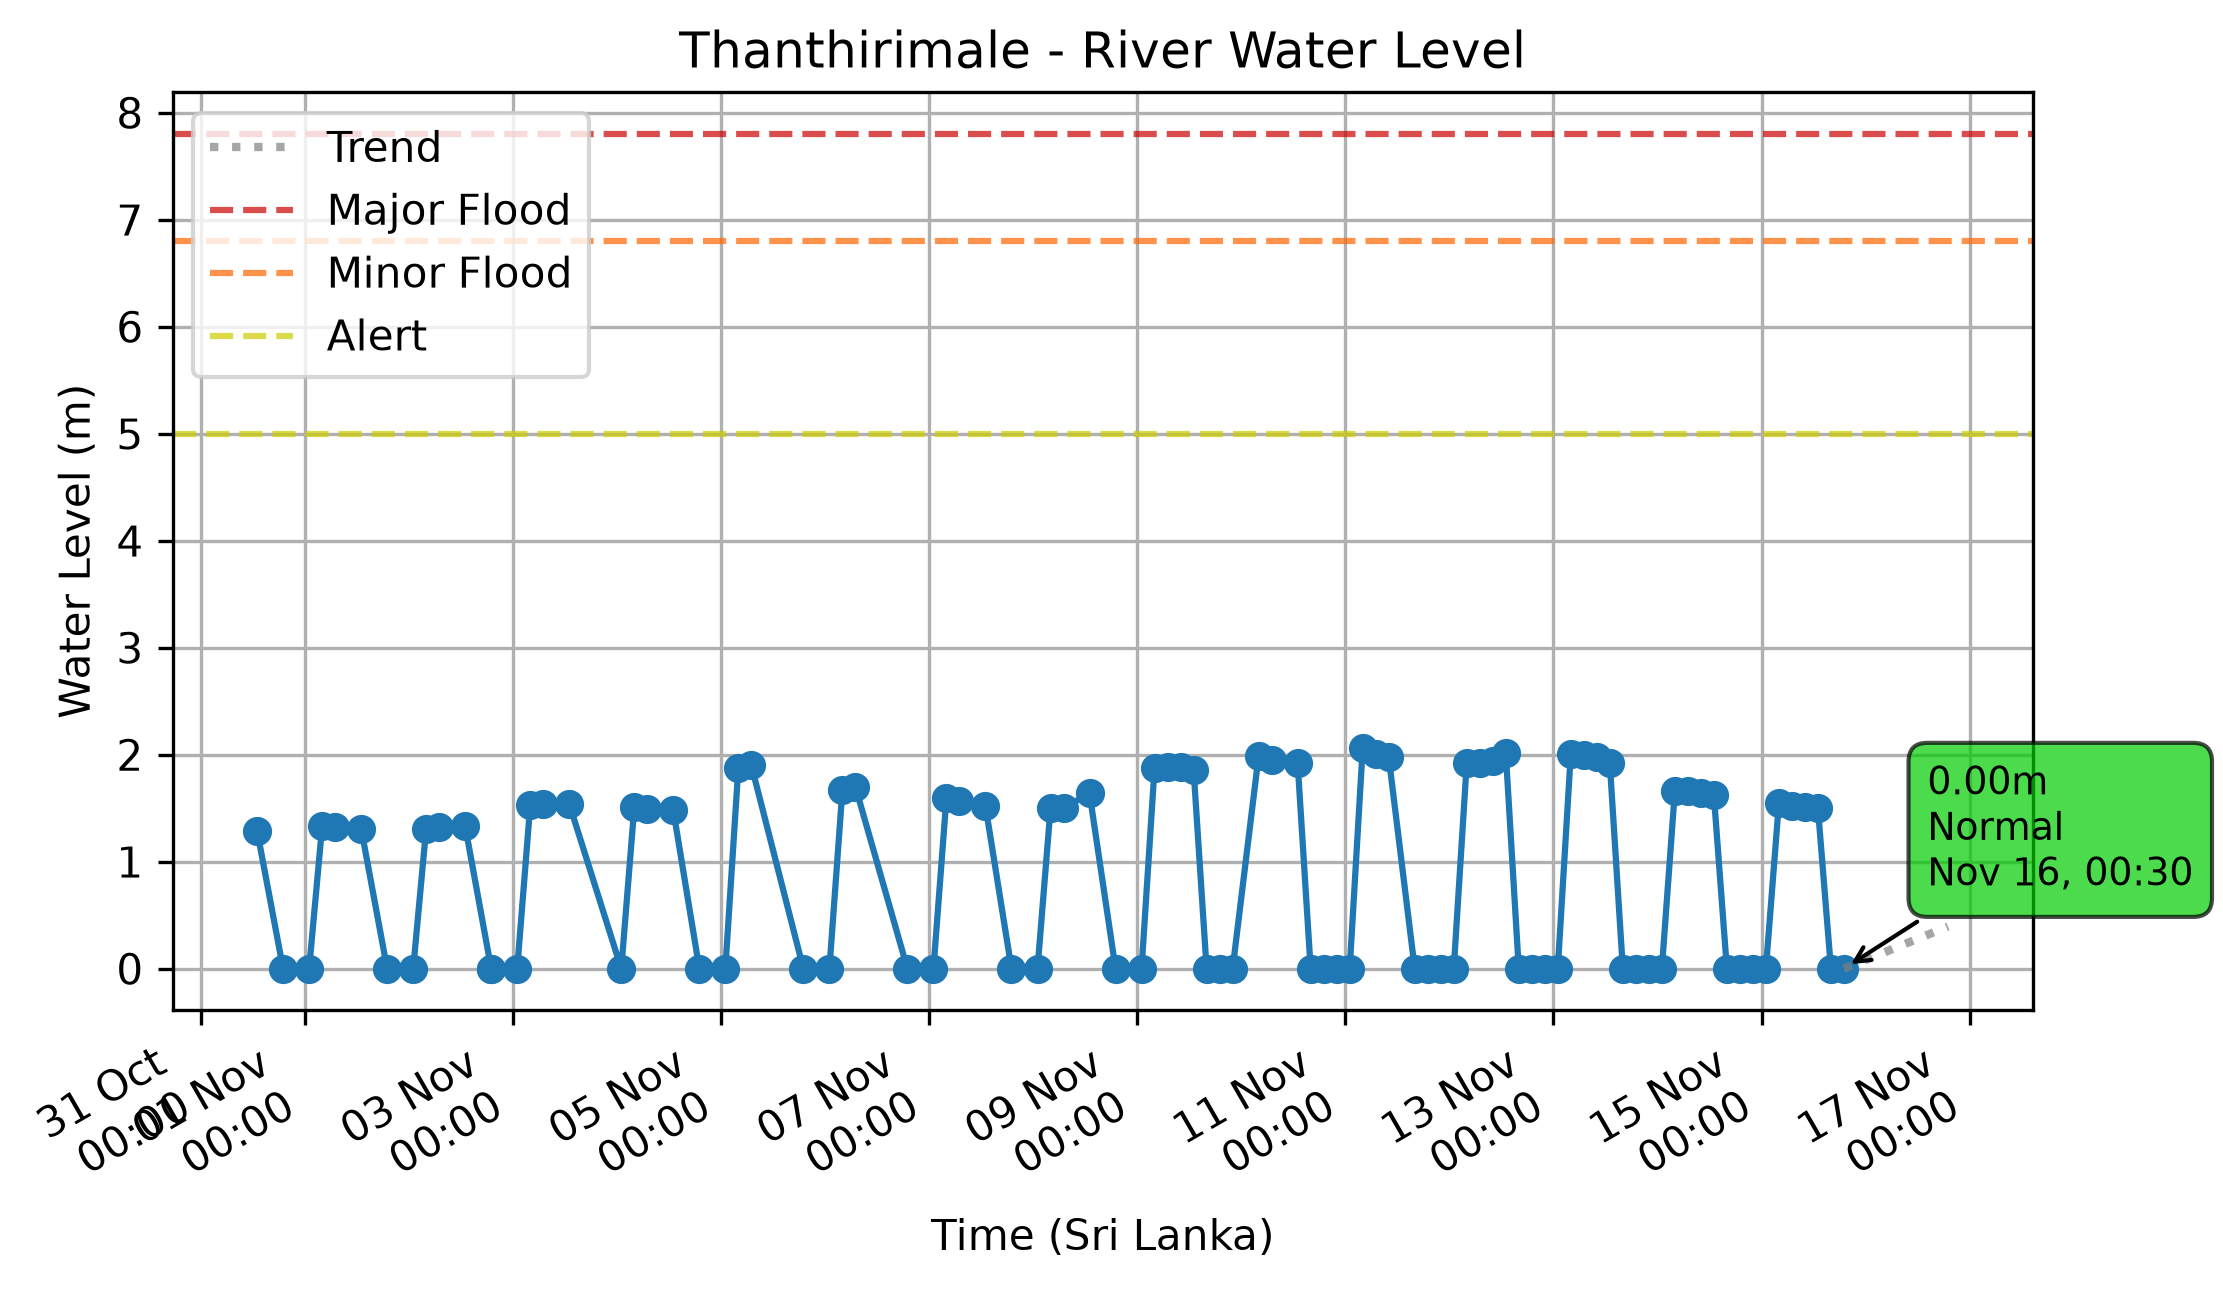 Thanthirimale - River Water Level
Water Level (m)
8
7
6
5
4
3
2
1
0
Trend
Major Flood
Minor Flood
Alert
0.00m
Normal
Nov 16, 00:30
31 Oct
00:00
01 Nov
00:00
03 Nov
00:00
05 Nov
00:00
07 Nov
00:00
09 Nov
00:00
11 Nov
00:00
13 Nov
00:00
15 Nov
00:00
17 Nov
00:00
Time (Sri Lanka)